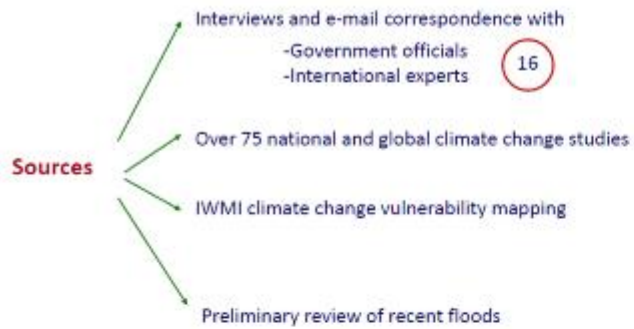 Interviews and e-mail correspondence with
-Government officials
-International experts
16
Over 75 national and global climate change studies
Sources
IWMI climate change vulnerability mapping
Preliminary review of recent floods